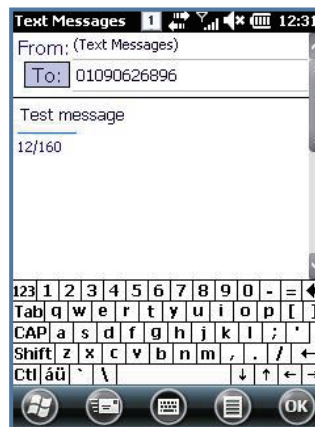 Text Messages 1 12:31
From: (Text Messages)
To: 01090626896
Test message
12/160
123 1 2 3 4 5 6 7 8 9 0 - =
Tab q w e r t y u i o p [ ]
CAP a s d f g h j k l ; '
Shift z x c v b n m , . /
Ctl áü ` \
OK